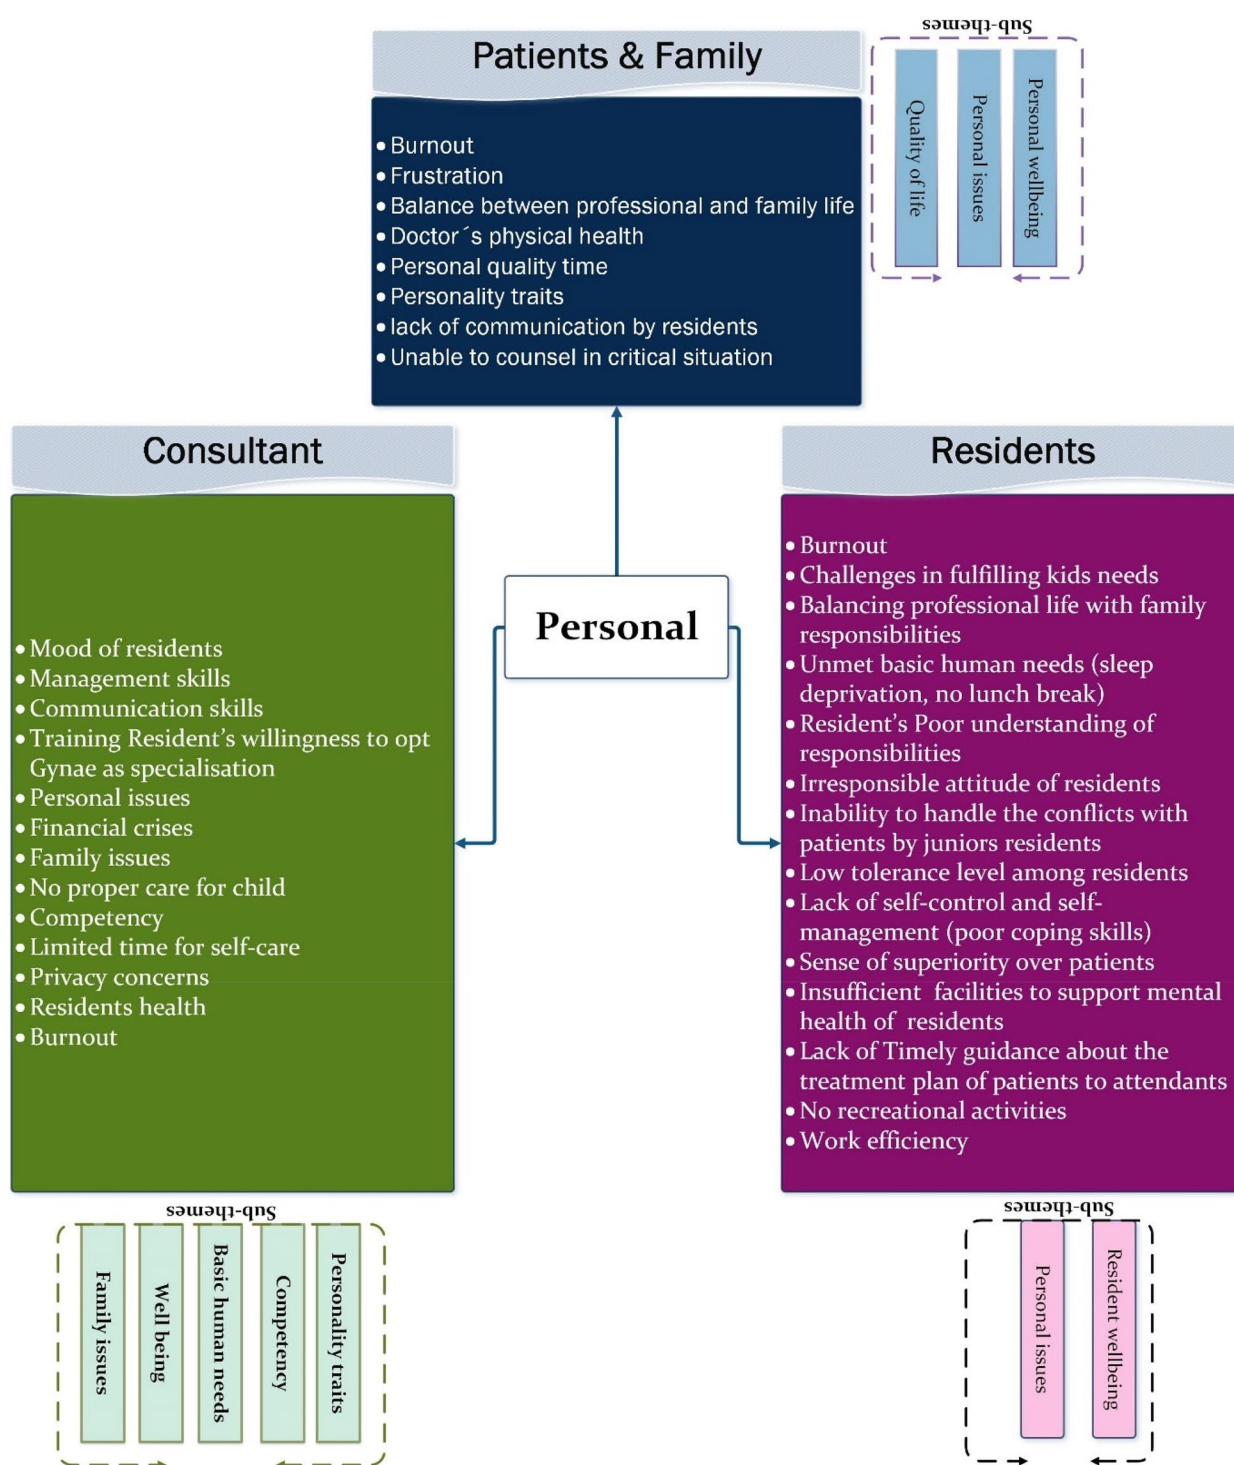 Sub-themes
Patients & Family
Quality of life
Personal issues
Personal wellbeing
• Burnout
• Frustration
• Balance between professional and family life
• Doctor´s physical health
• Personal quality time
• Personality traits
• lack of communication by residents
• Unable to counsel in critical situation
Consultant
• Mood of residents
• Management skills
• Communication skills
• Training Resident’s willingness to opt
Gynae as specialisation
• Personal issues
• Financial crises
• Family issues
• No proper care for child
• Competency
• Limited time for self-care
• Privacy concerns
• Residents health
• Burnout
Personal
Residents
• Burnout
• Challenges in fulfilling kids needs
• Balancing professional life with family
responsibilities
• Unmet basic human needs (sleep
deprivation, no lunch break)
• Resident’s Poor understanding of
responsibilities
• Irresponsible attitude of residents
• Inability to handle the conflicts with
patients by juniors residents
• Low tolerance level among residents
• Lack of self-control and self-
management (poor coping skills)
• Sense of superiority over patients
• Insufficient facilities to support mental
health of residents
• Lack of Timely guidance about the
treatment plan of patients to attendants
• No recreational activities
• Work efficiency
Sub-themes
Family issues
Well being
Basic human needs
Competency
Personality traits
Sub-themes
Personal issues
Resident wellbeing